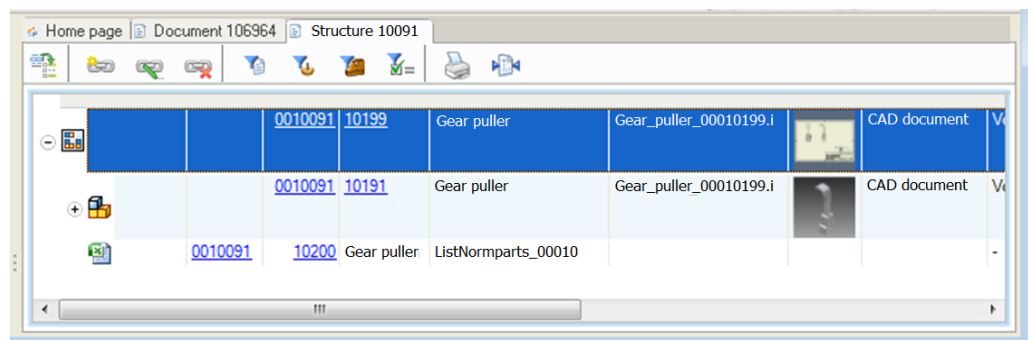 Home page Document 106964 Structure 10091
0010091 10199 Gear puller Gear_puller_00010199.i CAD document
0010091 10191 Gear puller Gear_puller_00010199.i CAD document
0010091 10200 Gear puller ListNormparts_00010 -